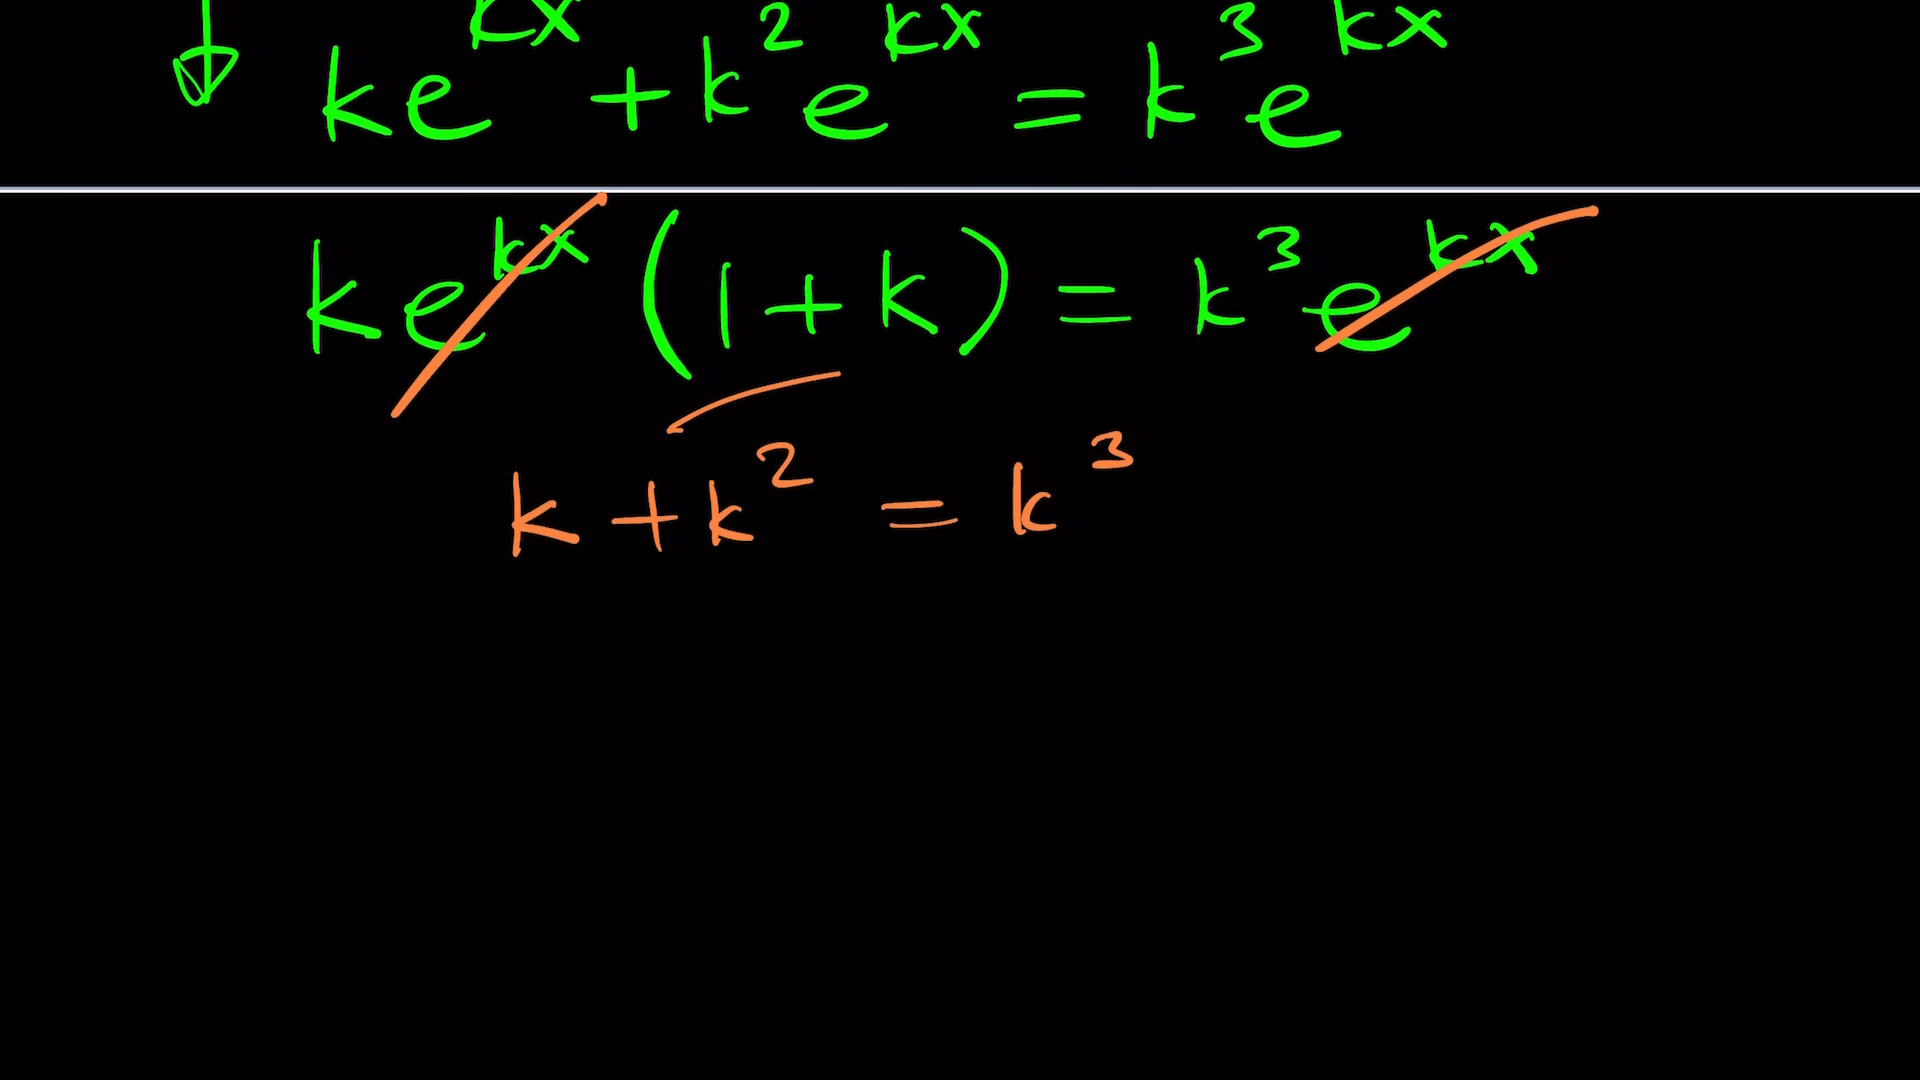 ke^kx + k^2 e^kx = k^3 e^kx
ke^kx (1+k) = k^3 e^kx
k + k^2 = k^3